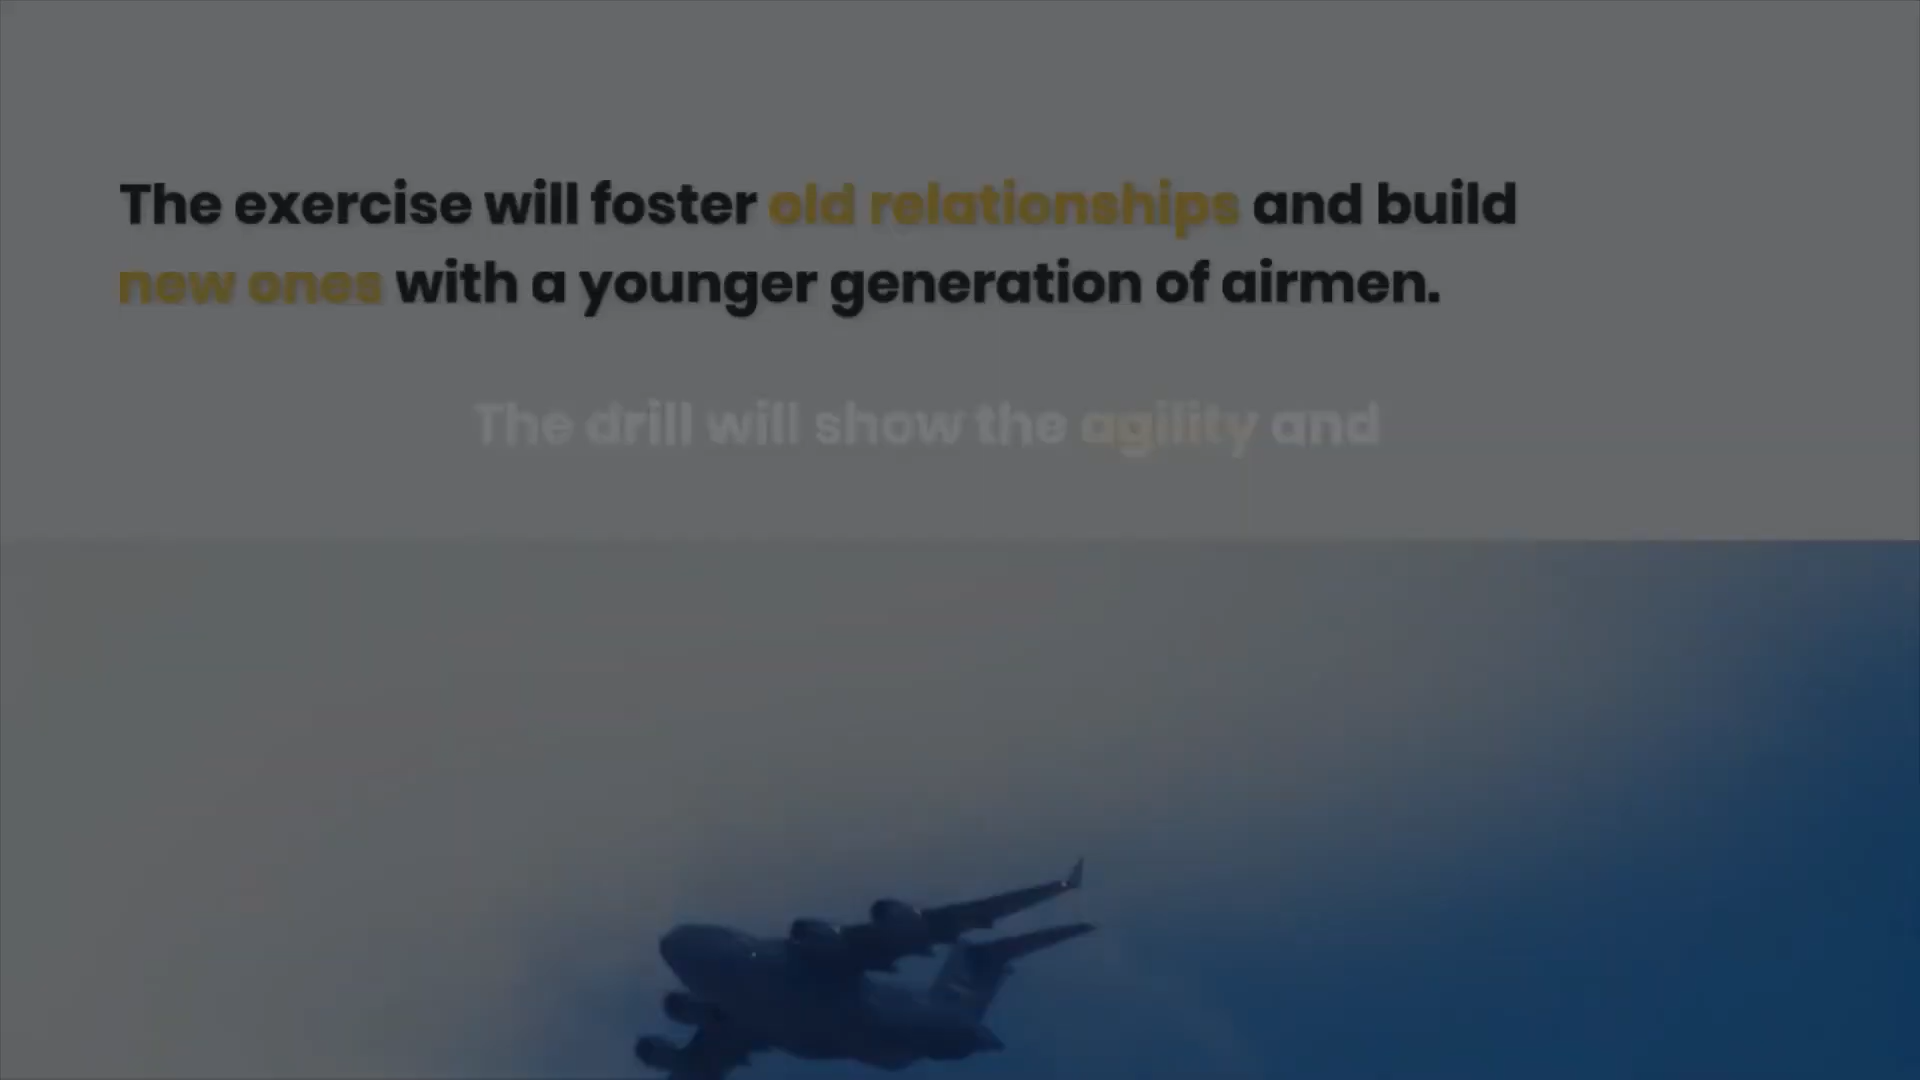 The exercise will foster old relationships and build
new ones with a younger generation of airmen.
The drill will show the agility and